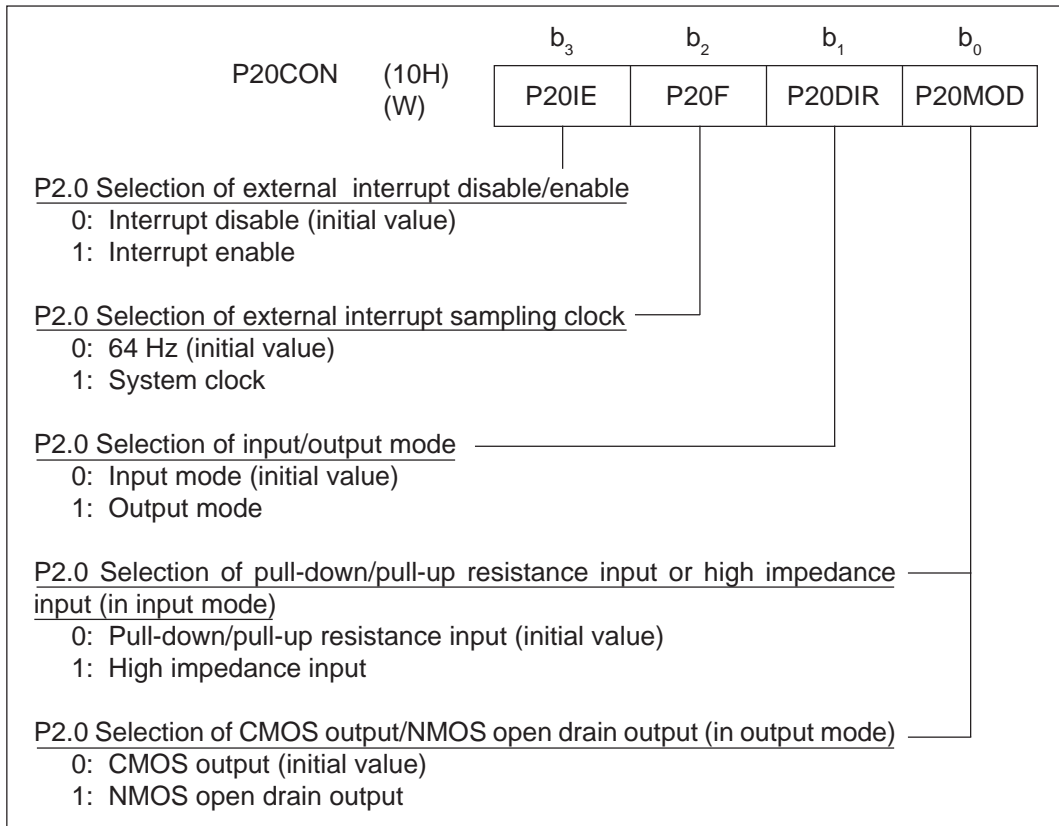 b3 b2 b1 b0
P20CON (10H)
(W)
P20IE P20F P20DIR P20MOD
P2.0 Selection of external interrupt disable/enable
0: Interrupt disable (initial value)
1: Interrupt enable
P2.0 Selection of external interrupt sampling clock
0: 64 Hz (initial value)
1: System clock
P2.0 Selection of input/output mode
0: Input mode (initial value)
1: Output mode
P2.0 Selection of pull-down/pull-up resistance input or high impedance
input (in input mode)
0: Pull-down/pull-up resistance input (initial value)
1: High impedance input
P2.0 Selection of CMOS output/NMOS open drain output (in output mode)
0: CMOS output (initial value)
1: NMOS open drain output